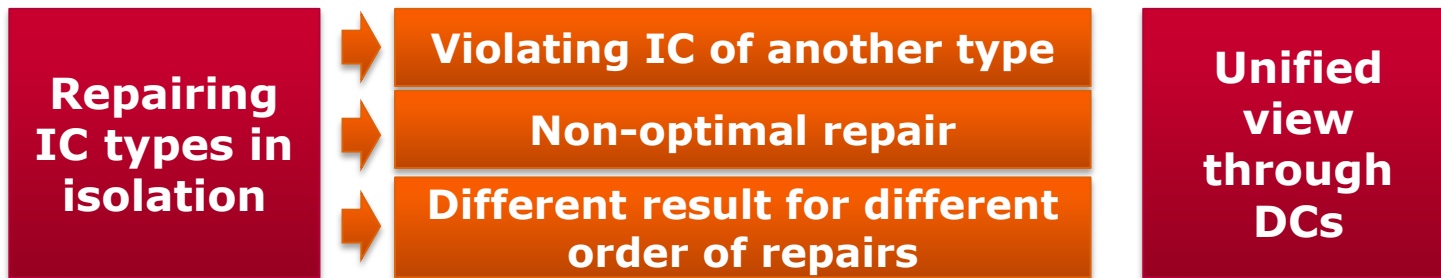 Repairing
IC types in
isolation
Violating IC of another type
Non-optimal repair
Different result for different
order of repairs
Unified
view
through
DCs